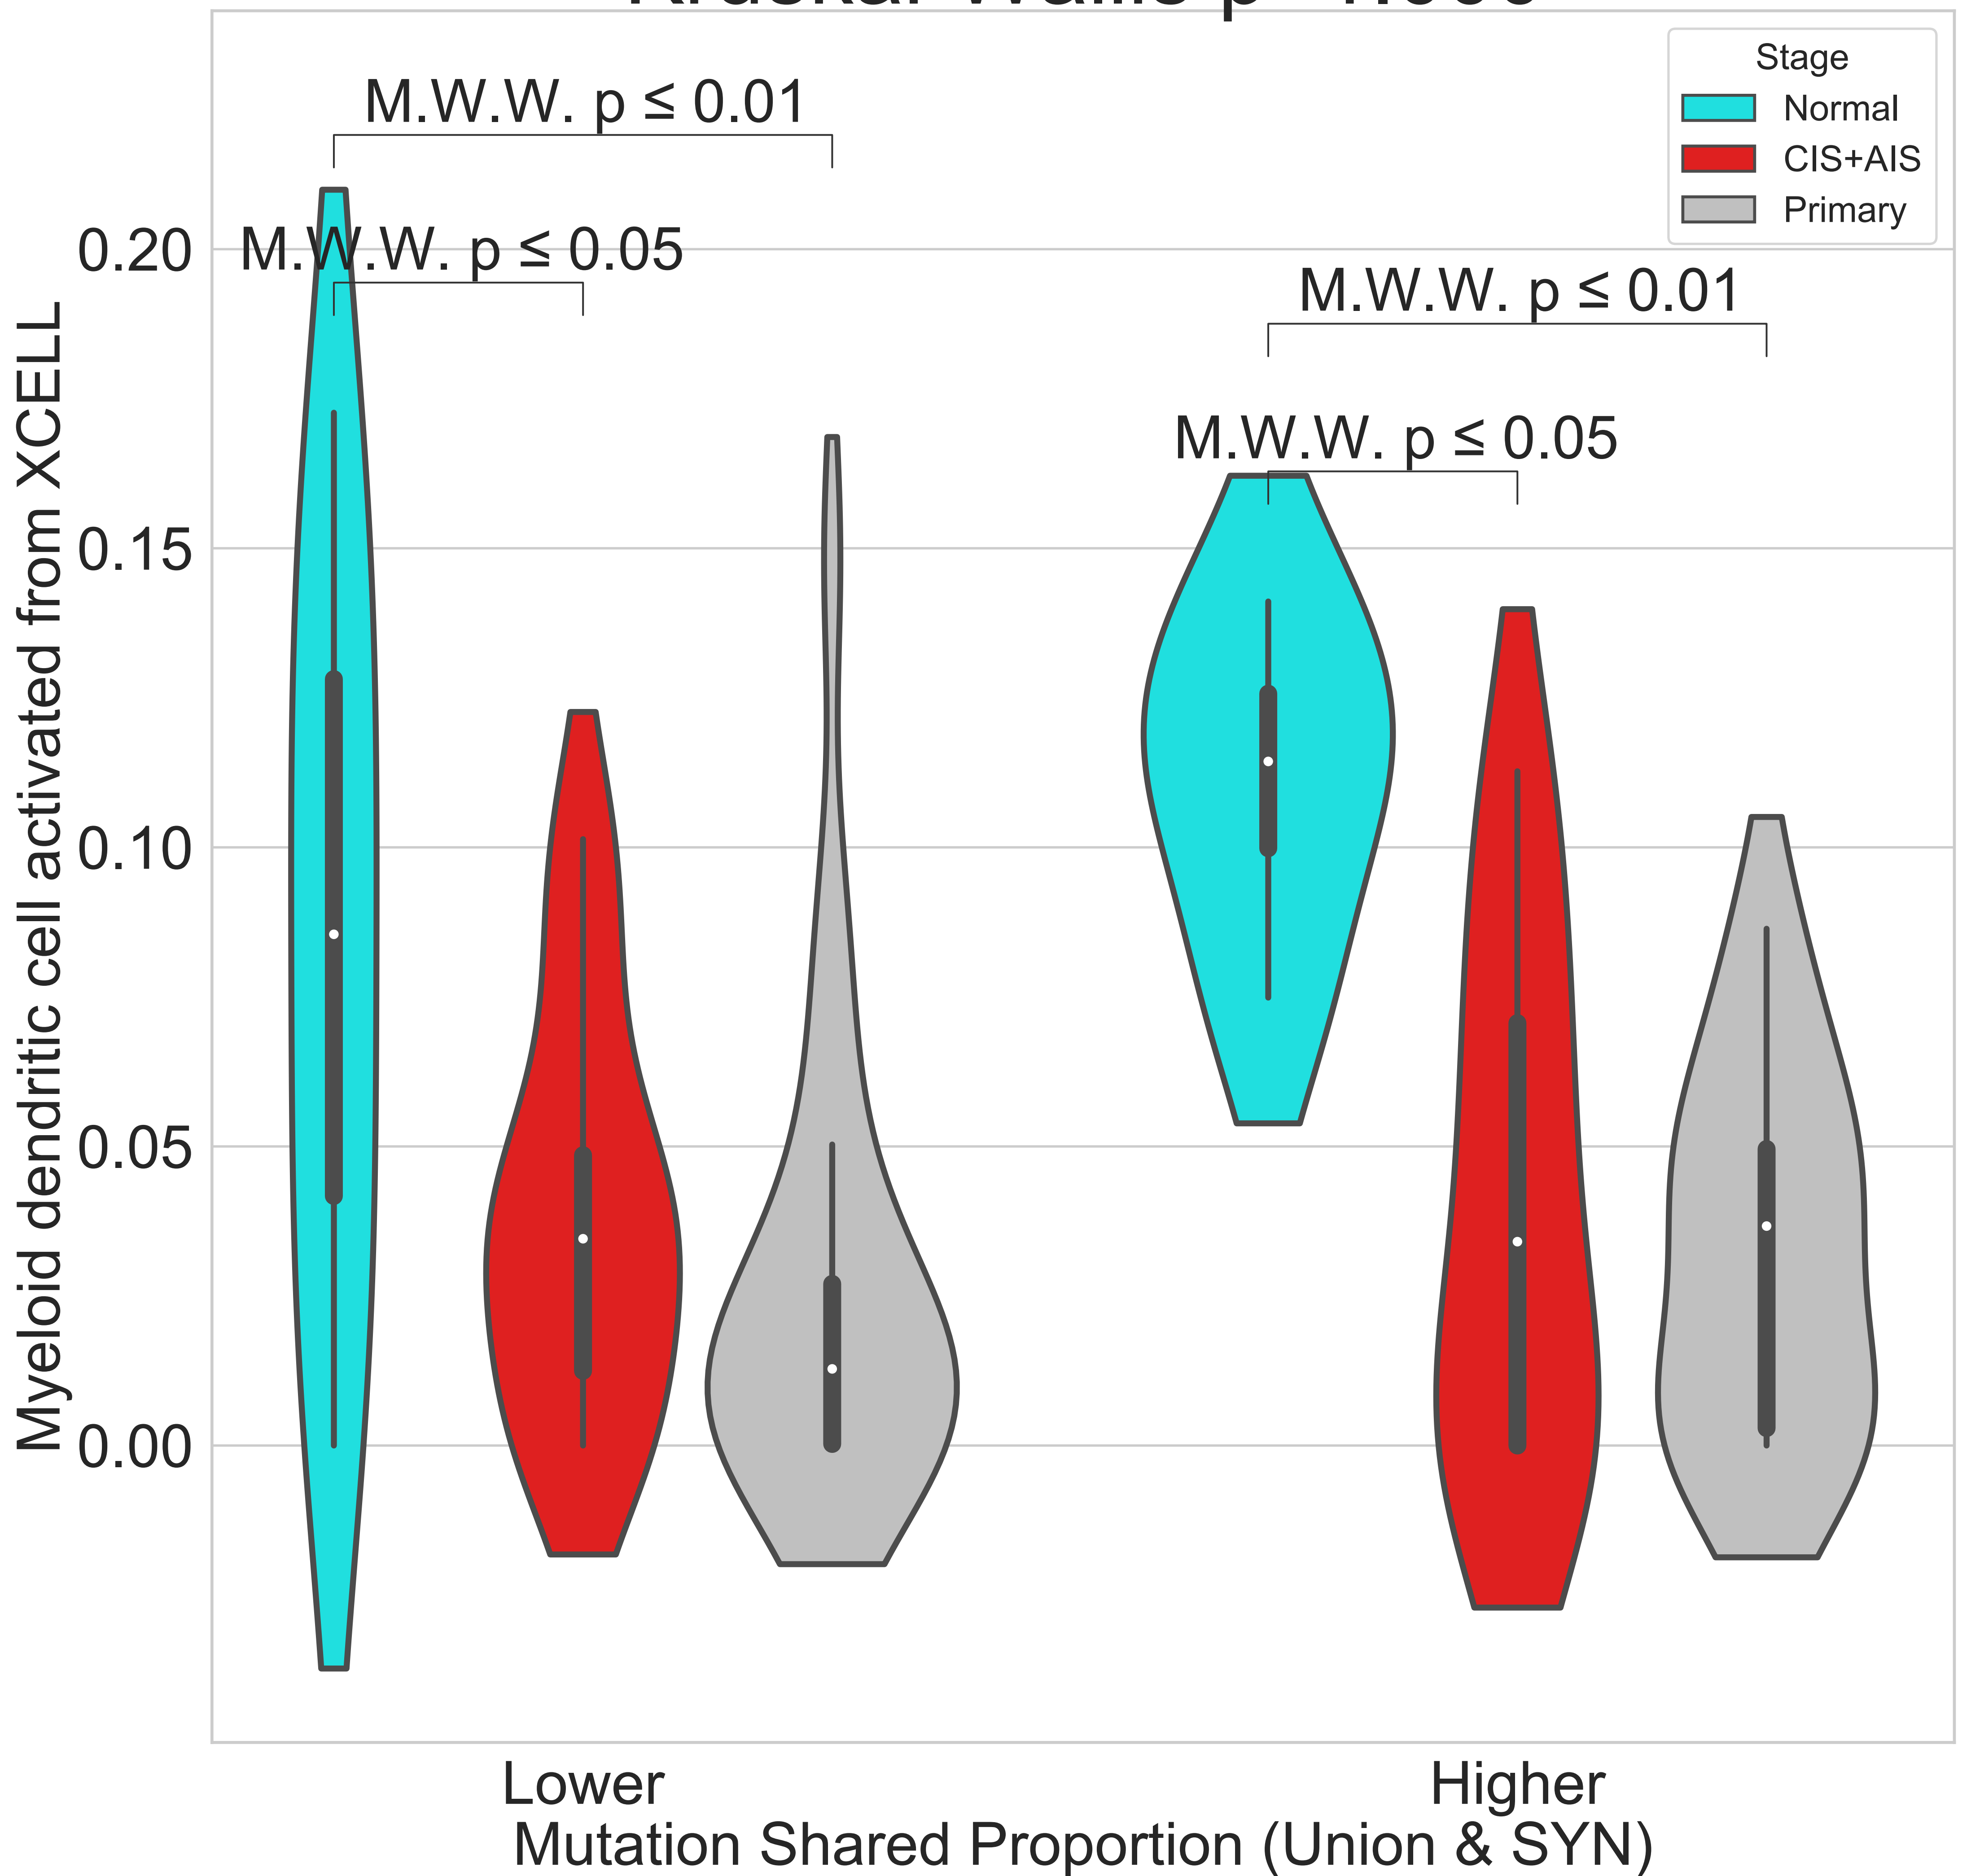 Stage
Normal
CIS+AIS
Primary
M.W.W. p ≤ 0.01
M.W.W. p ≤ 0.05
M.W.W. p ≤ 0.01
M.W.W. p ≤ 0.05
0.20
0.15
0.10
0.05
0.00
Myeloid dendritic cell activated from XCELL
Lower
Higher
Mutation Shared Proportion (Union & SYN)